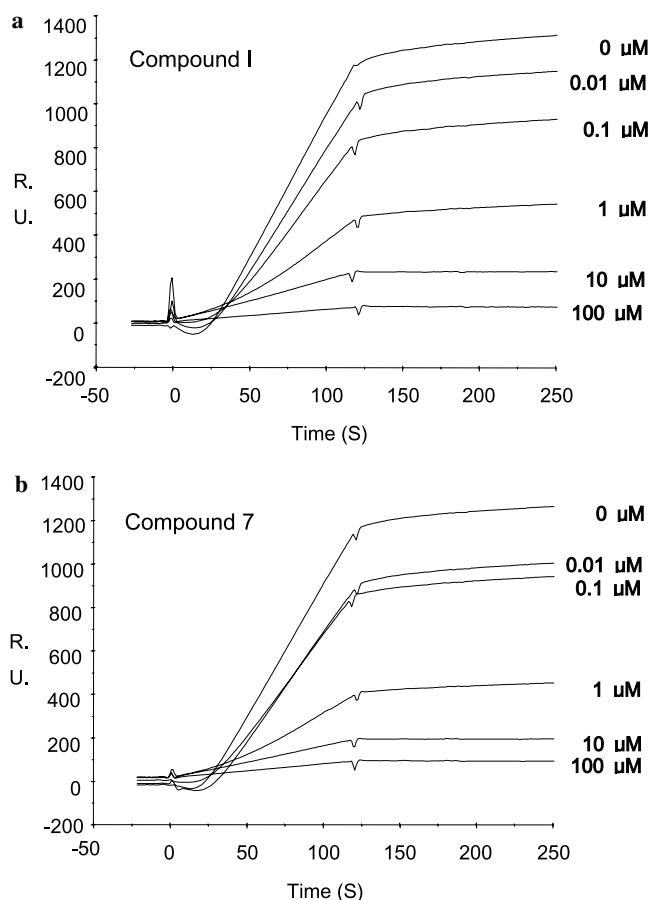 a
Compound I
R.
U.
1400
1200
1000
800
600
400
200
0
-200
-50
0
50
100
150
200
250
Time (S)
0 µM
0.01 µM
0.1 µM
1 µM
10 µM
100 µM
b
Compound 7
R.
U.
1400
1200
1000
800
600
400
200
0
-200
-50
0
50
100
150
200
250
Time (S)
0 µM
0.01 µM
0.1 µM
1 µM
10 µM
100 µM